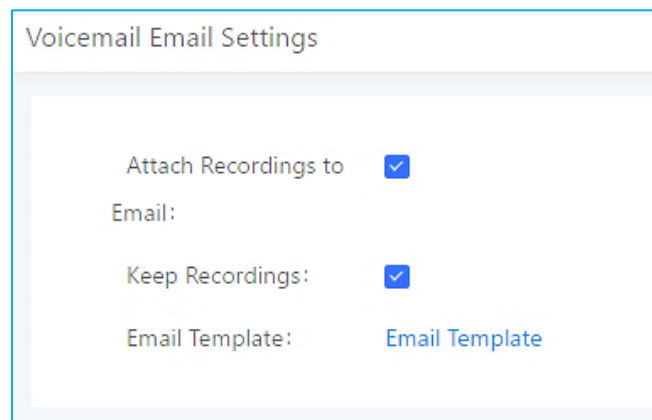 Voicemail Email Settings
Attach Recordings to
Email:
Keep Recordings:
Email Template: Email Template